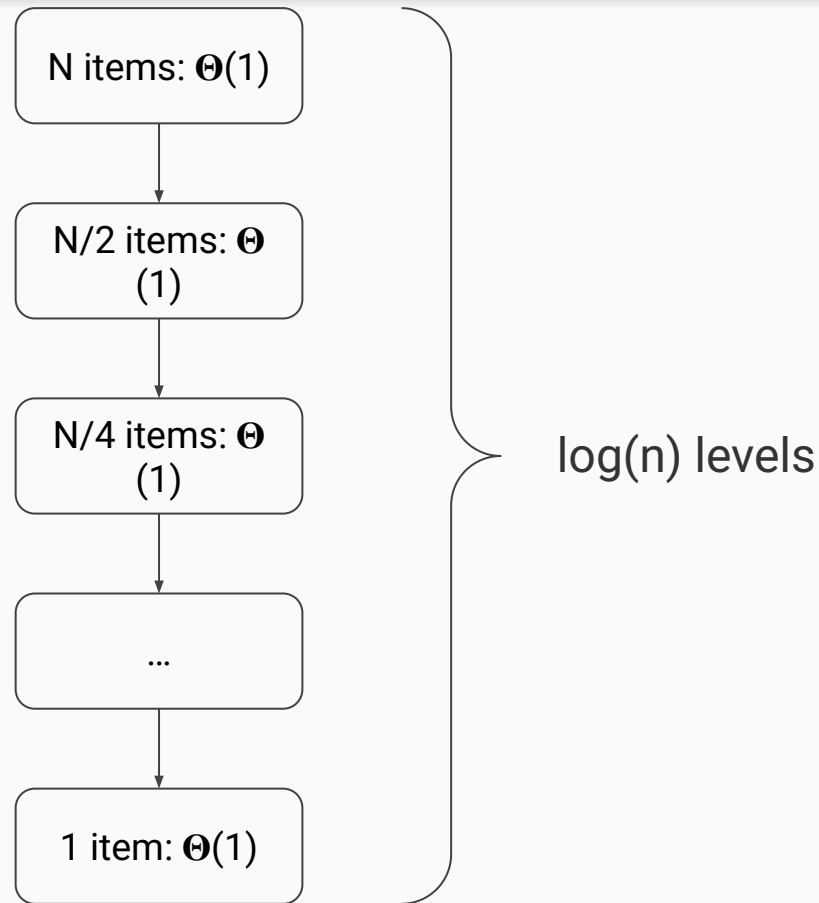 N items: Θ(1)
N/2 items: Θ
(1)
N/4 items: Θ
(1)
log(n) levels
...
1 item: Θ(1)